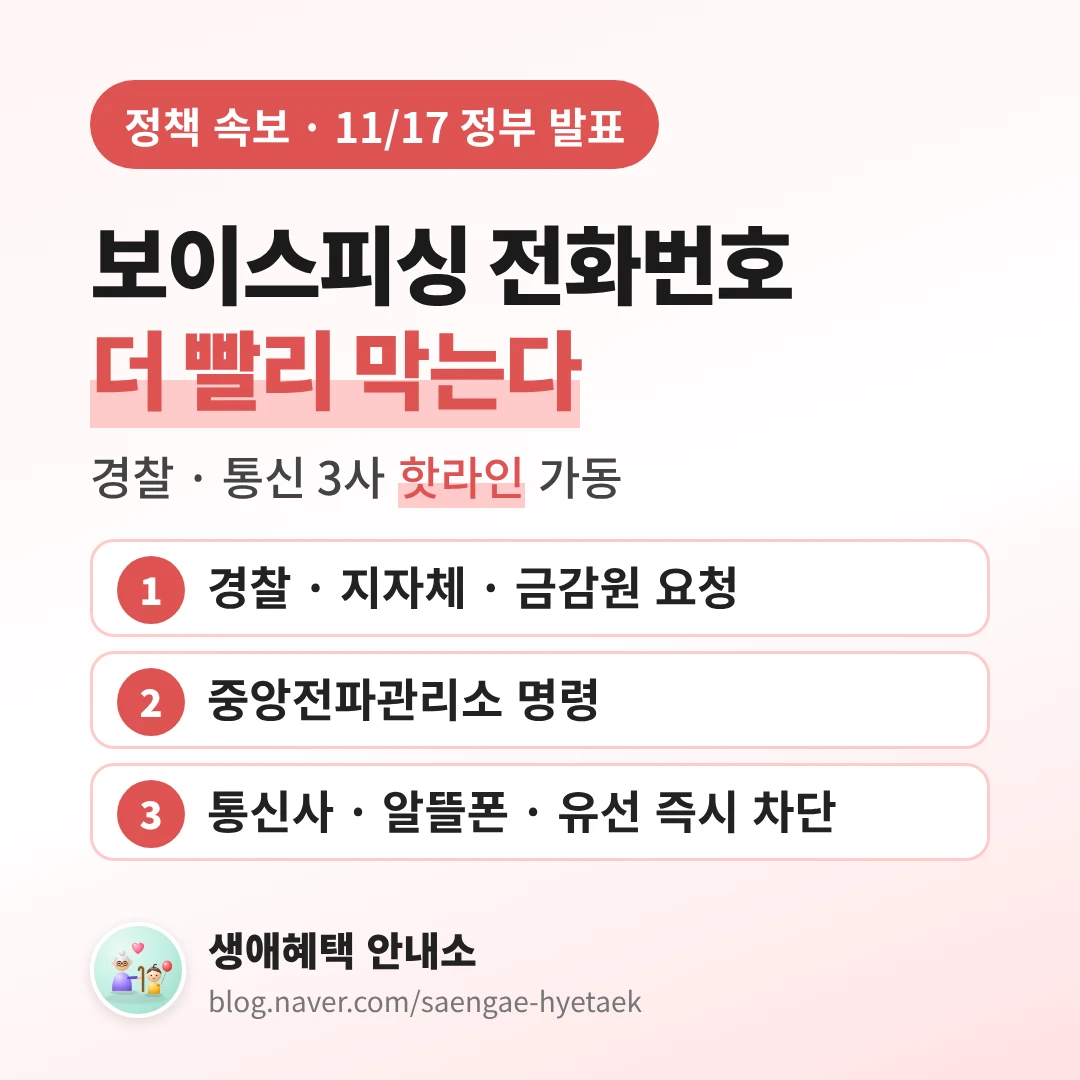 정책 속보 · 11/17 정부 발표
보이스피싱 전화번호
더 빨리 막는다
경찰 · 통신 3사 핫라인 가동
1 경찰 · 지자체 · 금감원 요청
2 중앙전파관리소 명령
3 통신사 · 알뜰폰 · 유선 즉시 차단
생애혜택 안내소
blog.naver.com/saengae-hyetaek